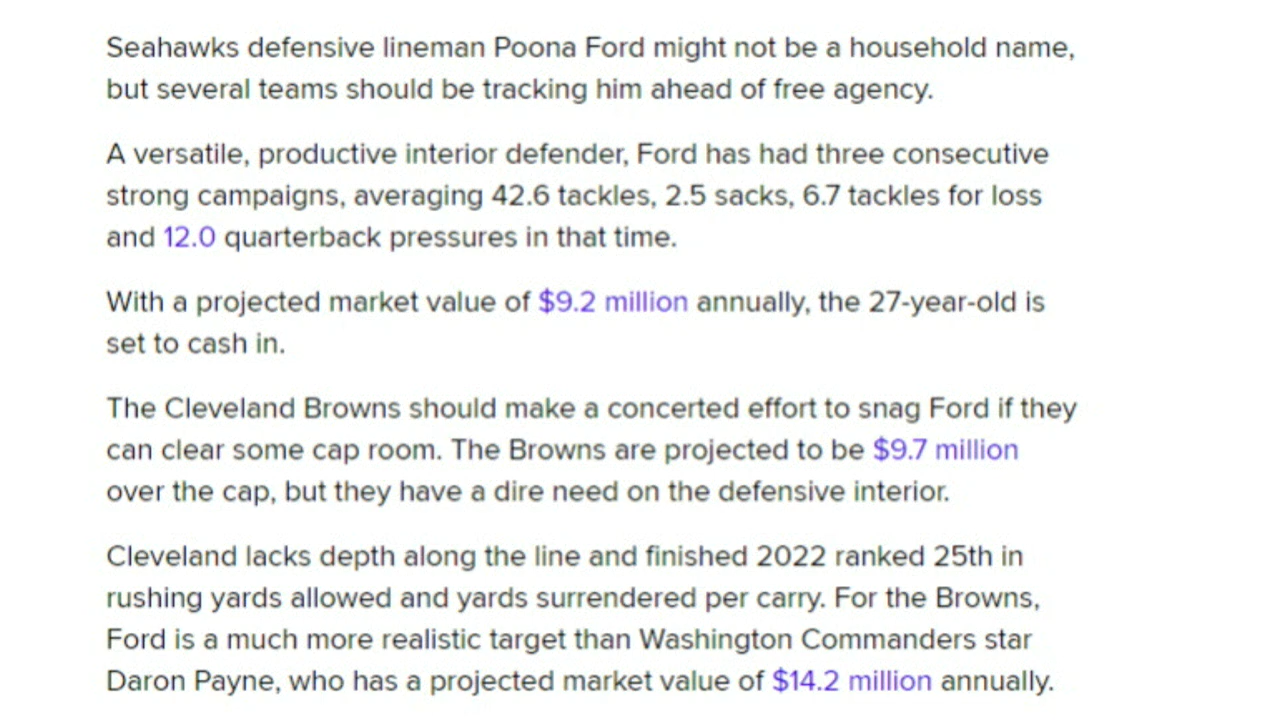 Seahawks defensive lineman Poona Ford might not be a household name,
but several teams should be tracking him ahead of free agency.
A versatile, productive interior defender, Ford has had three consecutive
strong campaigns, averaging 42.6 tackles, 2.5 sacks, 6.7 tackles for loss
and 12.0 quarterback pressures in that time.
With a projected market value of $9.2 million annually, the 27-year-old is
set to cash in.
The Cleveland Browns should make a concerted effort to snag Ford if they
can clear some cap room. The Browns are projected to be $9.7 million
over the cap, but they have a dire need on the defensive interior.
Cleveland lacks depth along the line and finished 2022 ranked 25th in
rushing yards allowed and yards surrendered per carry. For the Browns,
Ford is a much more realistic target than Washington Commanders star
Daron Payne, who has a projected market value of $14.2 million annually.